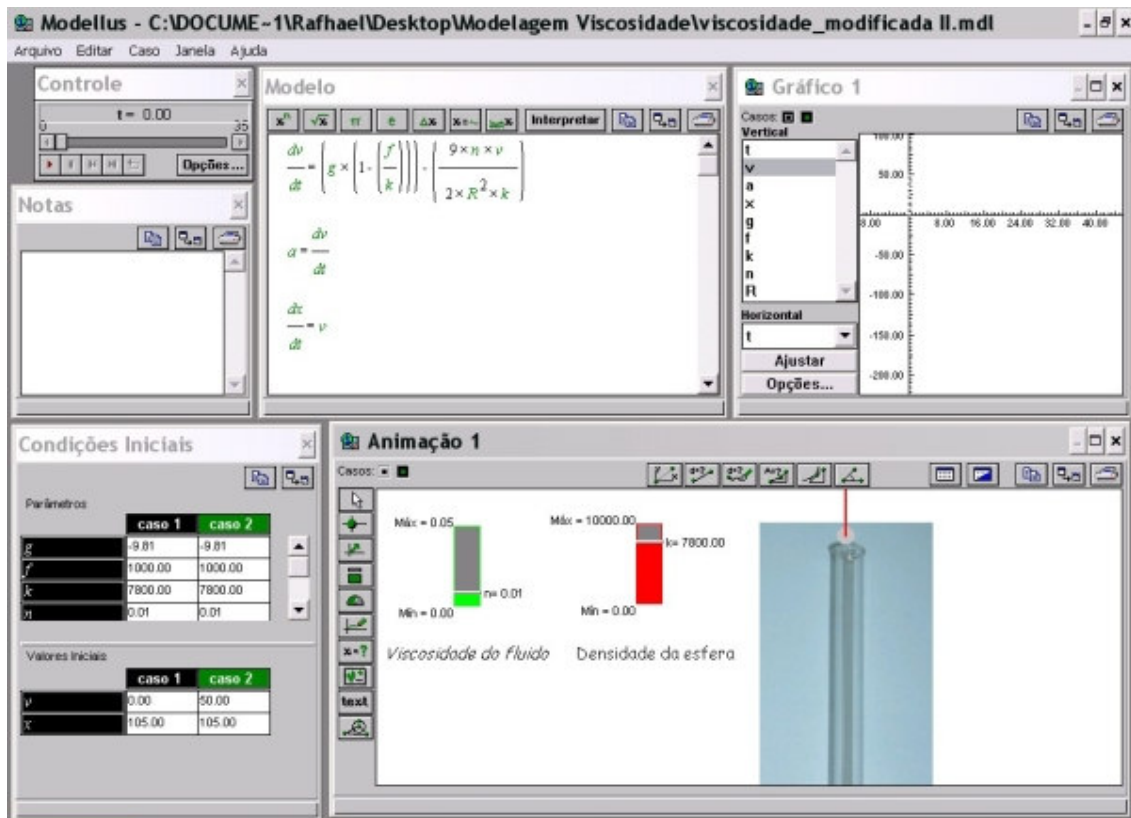 Modellus - C:\DOCUME~1\Rafhael\Desktop\Modelagem Viscosidade\viscosidade_modificada II.mdl
Arquivo Editar Caso Janela Ajuda
Controle
t = 0.00
0 35
Opções...
Notas
Modelo
xⁿ √x π e Δx Interpretar
dv/dt = (g × (1 - (f/k))) - (9 × n × v / 2 × R² × k)
a = dv/dt
dx/dt = v
Gráfico 1
Casos:
Vertical
t
v
a
x
g
f
k
n
R
Horizontal
t
Ajustar
Opções...
100.00
50.00
8.00 8.00 16.00 24.00 32.00 40.00
-50.00
-100.00
-150.00
-200.00
Condições Iniciais
Parâmetros
caso 1 caso 2
g -9.81 -9.81
f 1000.00 1000.00
k 7800.00 7800.00
n 0.01 0.01
Valores Iniciais
caso 1 caso 2
v 0.00 50.00
x 105.00 105.00
Animação 1
Casos:
x=?
text
Máx = 0.05
n= 0.01
Mín = 0.00
Viscosidade do fluido
Máx = 10000.00
k= 7800.00
Mín = 0.00
Densidade da esfera